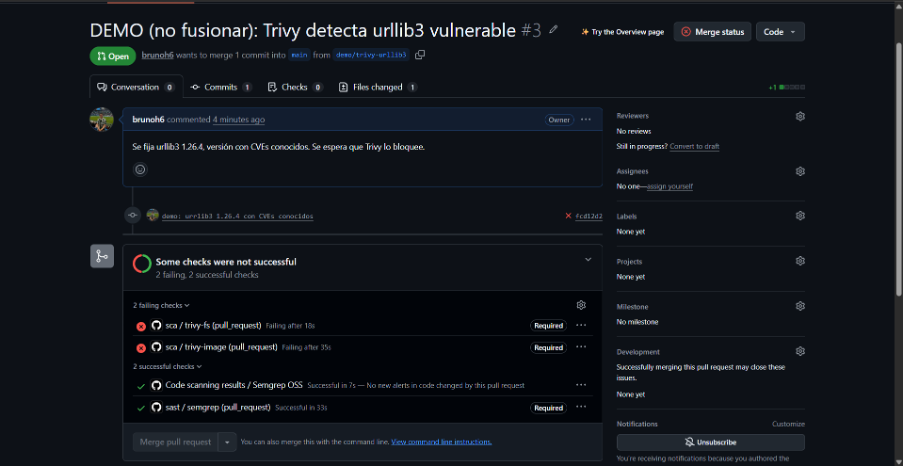 DEMO (no fusionar): Trivy detecta urllib3 vulnerable #3
Try the Overview page
Merge status
Code
Open
brunoh6 wants to merge 1 commit into main from demo/trivy-urllib3
Conversation 0
Commits 1
Checks 0
Files changed 1
+1
brunoh6 commented 4 minutes ago
Owner
Se fija urllib3 1.26.4, versión con CVEs conocidos. Se espera que Trivy lo bloquee.
demo: urllib3 1.26.4 con CVEs conocidos
fcd12d2
Some checks were not successful
2 failing, 2 successful checks
2 failing checks
sca / trivy-fs (pull_request) Failing after 18s
Required
sca / trivy-image (pull_request) Failing after 35s
Required
2 successful checks
Code scanning results / Semgrep OSS Successful in 7s — No new alerts in code changed by this pull request
sast / semgrep (pull_request) Successful in 33s
Required
Merge pull request
You can also merge this with the command line. View command line instructions.
Reviewers
No reviews
Still in progress? Convert to draft
Assignees
No one—assign yourself
Labels
None yet
Projects
None yet
Milestone
No milestone
Development
Successfully merging this pull request may close these
issues.
None yet
Notifications
Customize
Unsubscribe
You're receiving notifications because you authored the